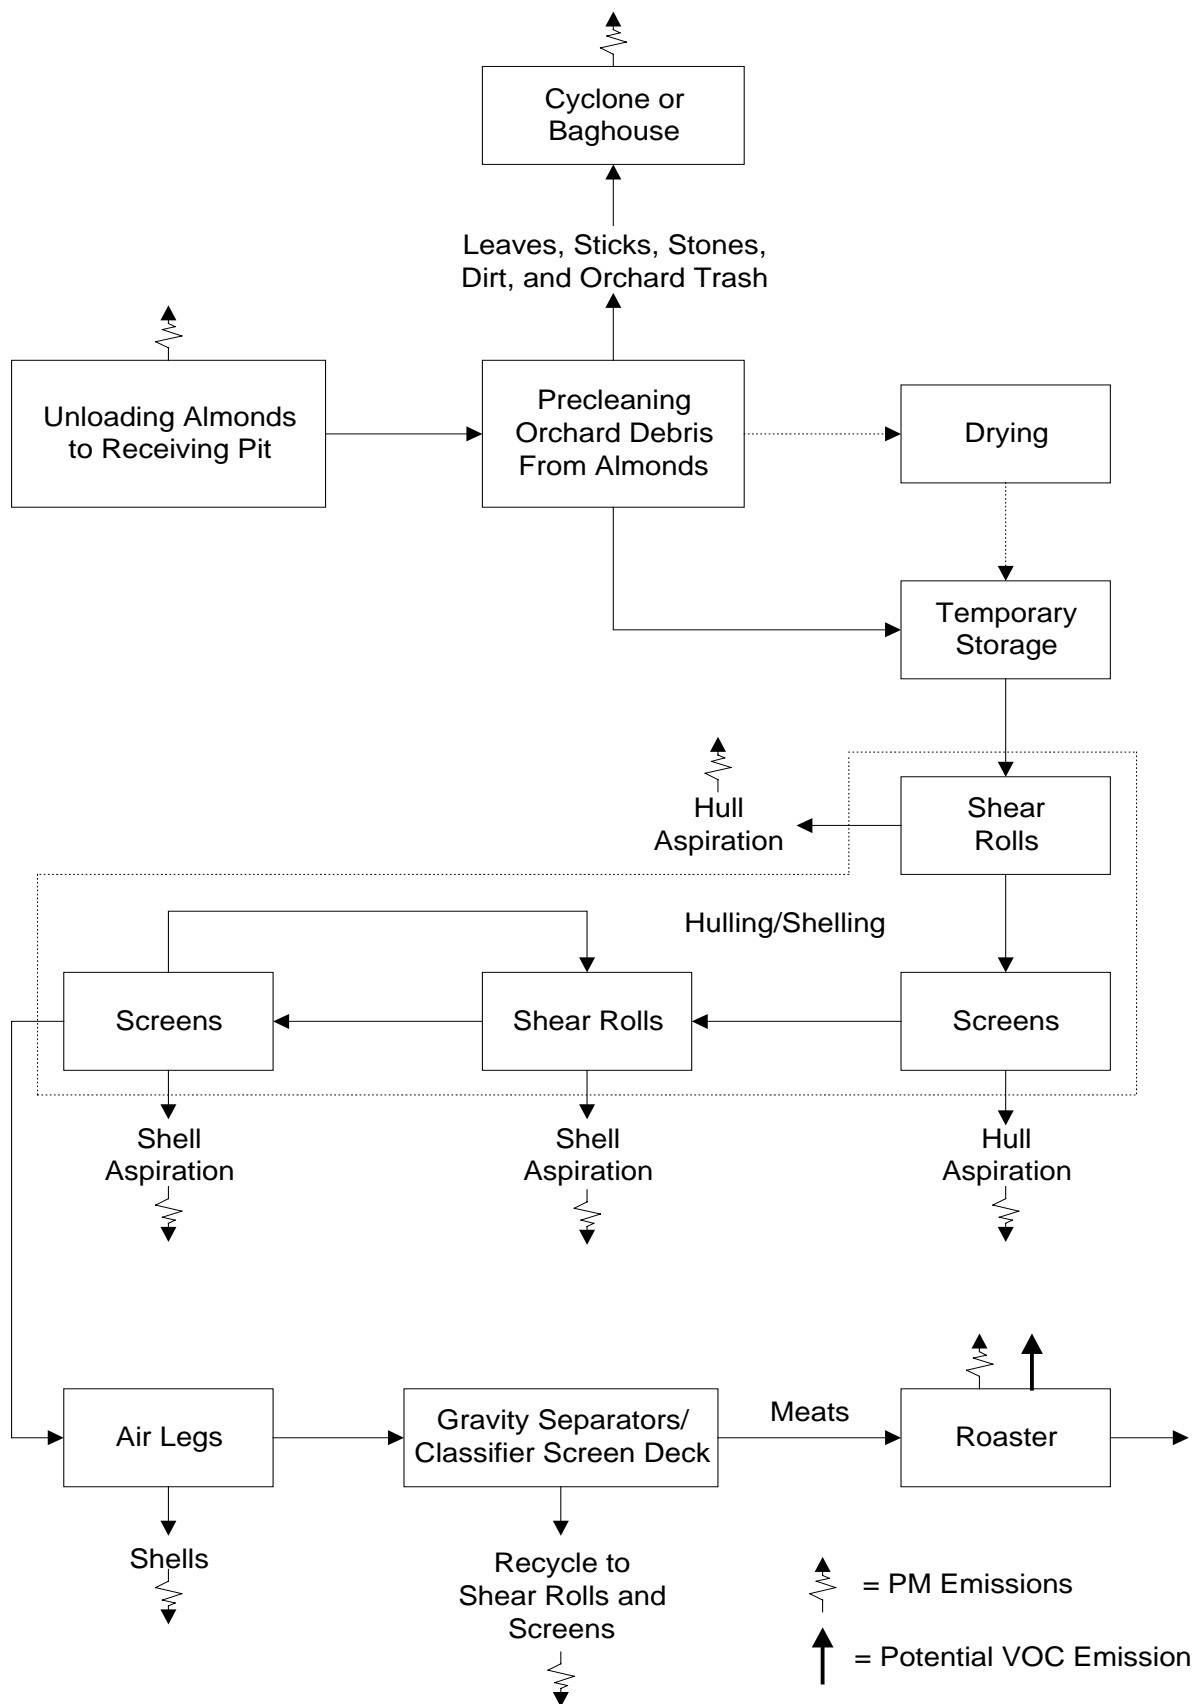 Cyclone or
Baghouse
Leaves, Sticks, Stones,
Dirt, and Orchard Trash
Unloading Almonds
to Receiving Pit
Precleaning
Orchard Debris
From Almonds
Drying
Temporary
Storage
Hull
Aspiration
Shear
Rolls
Hulling/Shelling
Screens
Shear Rolls
Screens
Shell
Aspiration
Shell
Aspiration
Hull
Aspiration
Air Legs
Gravity Separators/
Classifier Screen Deck
Meats
Roaster
Shells
Recycle to
Shear Rolls and
Screens
= PM Emissions
= Potential VOC Emission